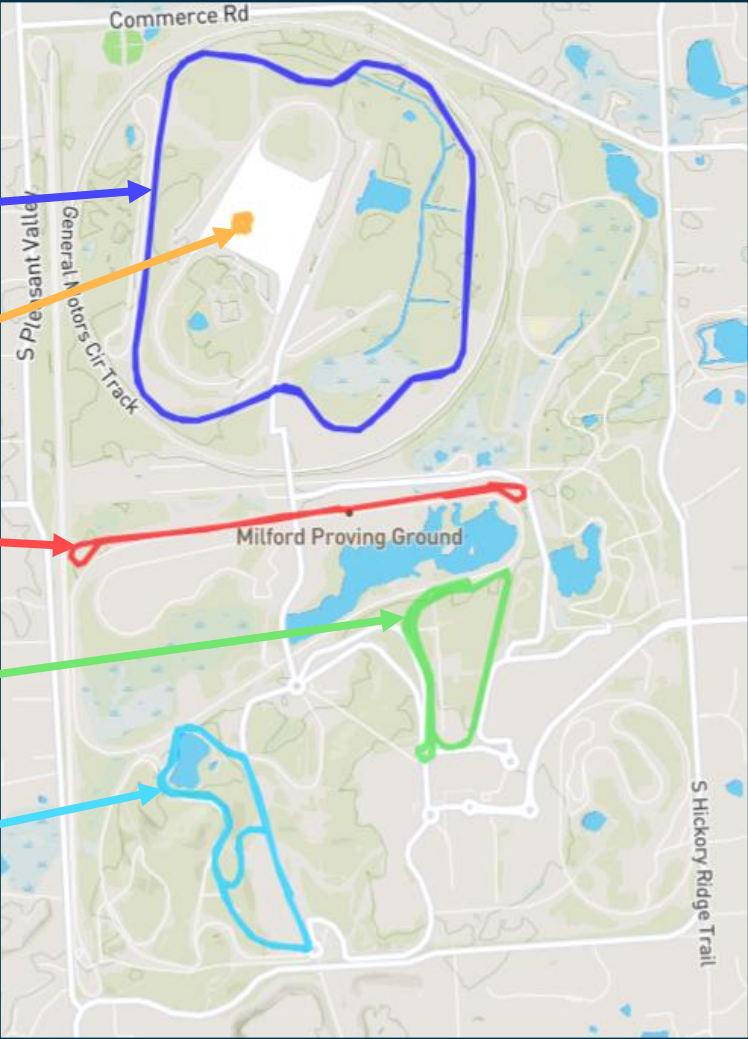 Commerce Rd
S Pleasant Valley
General Motors Cir Track
Milford Proving Ground
S Hickory Ridge Trail